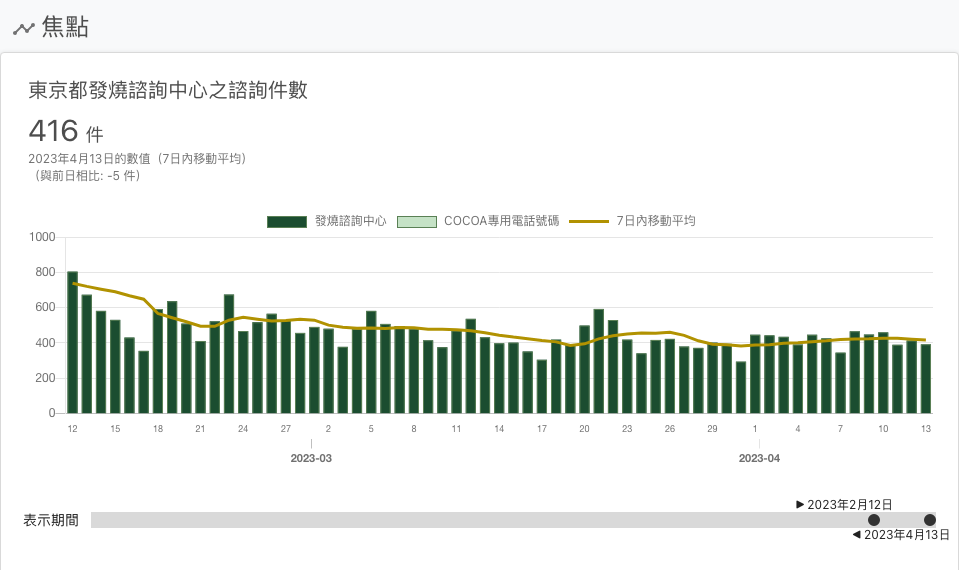 焦點
東京都發燒諮詢中心之諮詢件數
416 件
2023年4月13日的數值（7日內移動平均）
（與前日相比: -5 件）
發燒諮詢中心 COCOA專用電話號碼 7日內移動平均
1000
800
600
400
200
0
12 15 18 21 24 27 2 5 8 11 14 17 20 23 26 29 1 4 7 10 13
2023-03 2023-04
▶ 2023年2月12日
表示期間
◀ 2023年4月13日